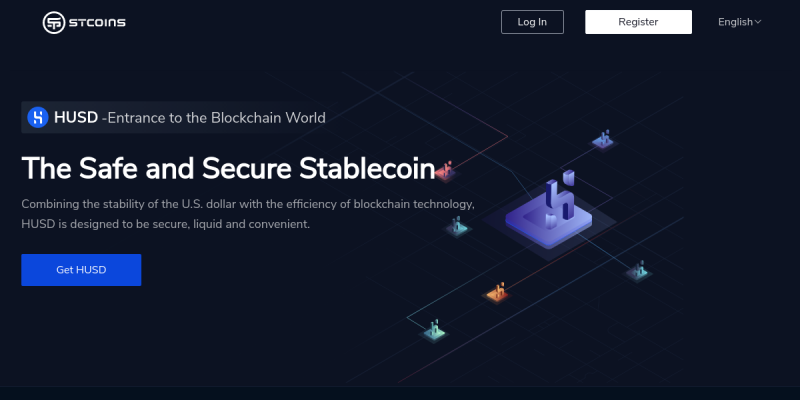 STCOINS
Log In
Register
English
HUSD -Entrance to the Blockchain World
The Safe and Secure Stablecoin
Combining the stability of the U.S. dollar with the efficiency of blockchain technology,
HUSD is designed to be secure, liquid and convenient.
Get HUSD